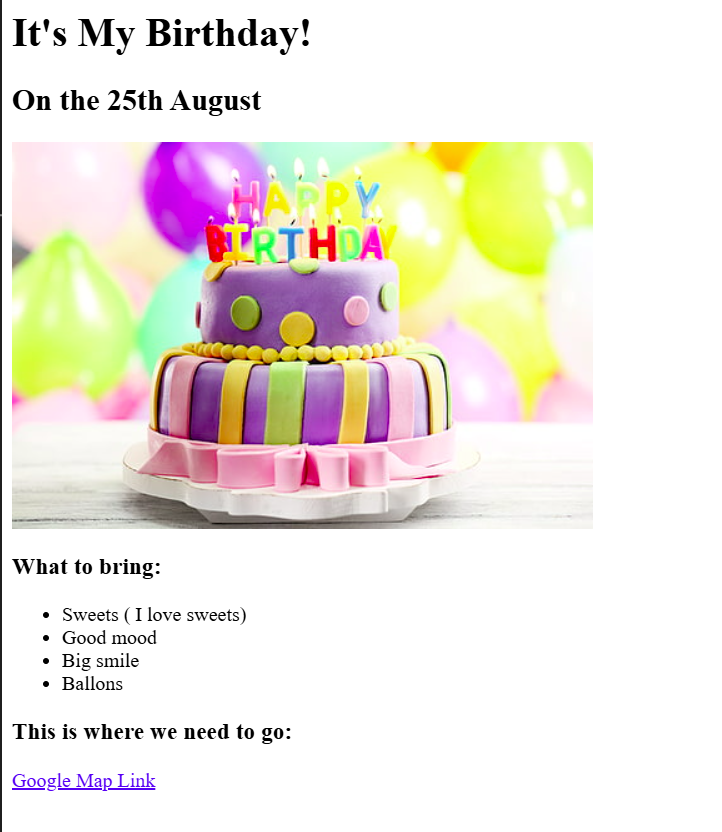 It's My Birthday!
On the 25th August
HAPPY
BIRTHDAY
What to bring:
Sweets ( I love sweets)
Good mood
Big smile
Ballons
This is where we need to go:
Google Map Link